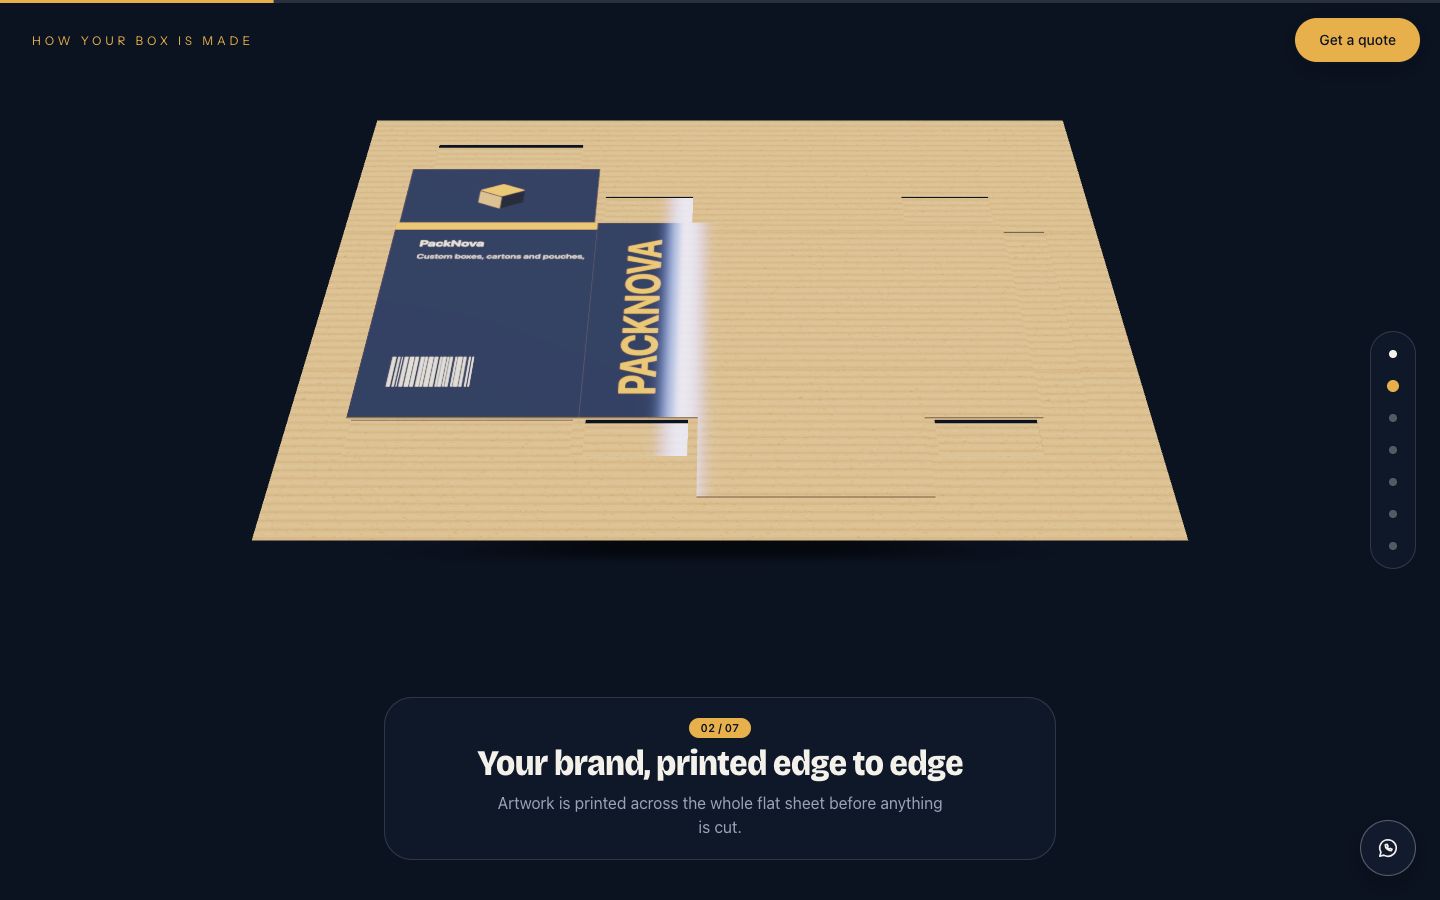 HOW YOUR BOX IS MADE
Get a quote
PackNova
Custom boxes, cartons and pouches,
PACKNOVA
02 / 07
Your brand, printed edge to edge
Artwork is printed across the whole flat sheet before anything
is cut.